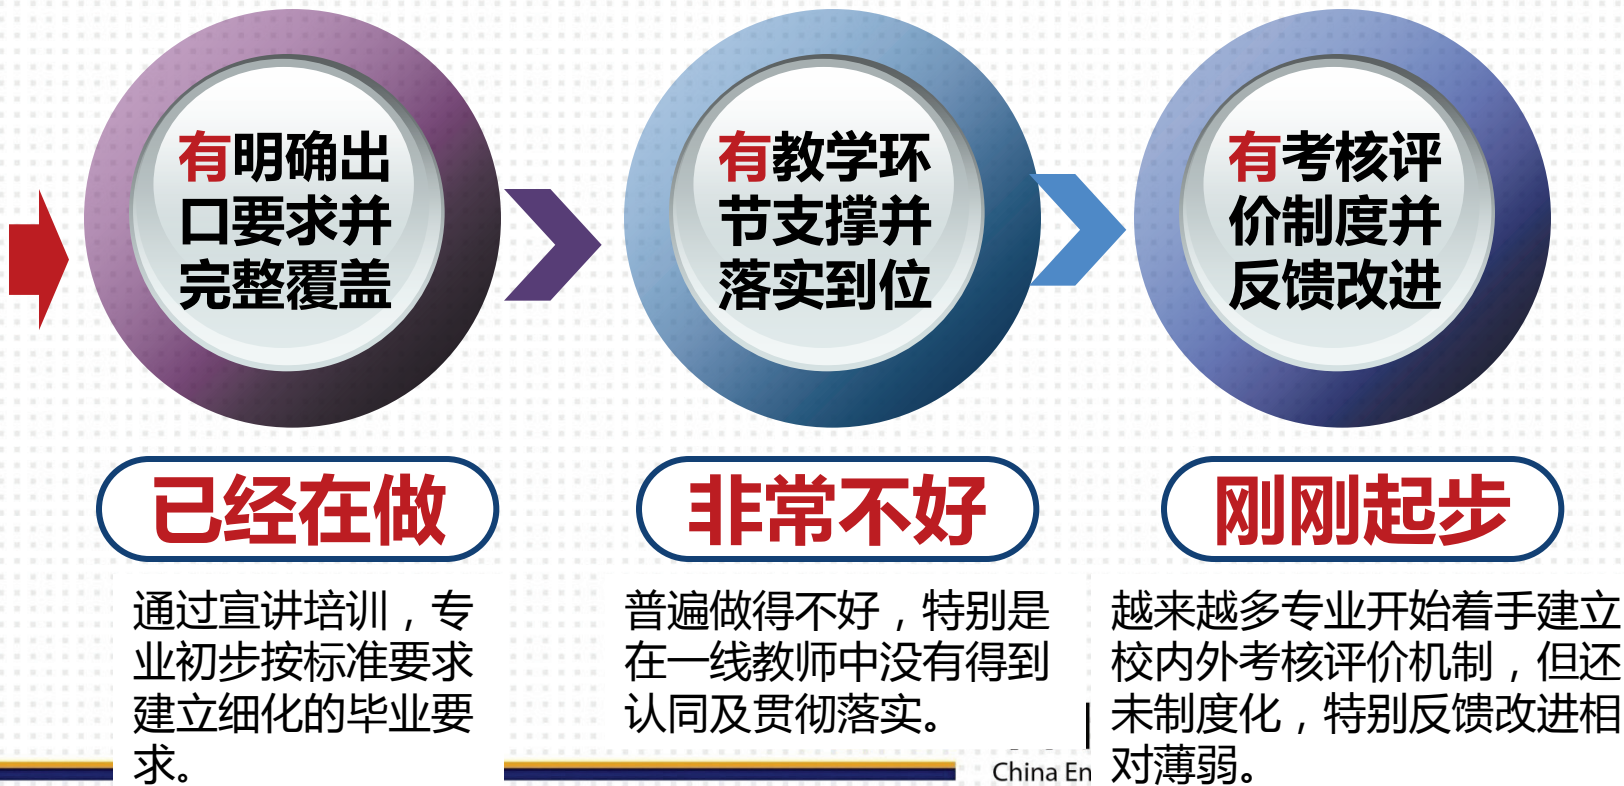 有明确出
口要求并
完整覆盖
有教学环
节支撑并
落实到位
有考核评
价制度并
反馈改进
已经在做
非常不好
刚刚起步
通过宣讲培训，专
业初步按标准要求
建立细化的毕业要
求。
普遍做得不好，特别是
在一线教师中没有得到
认同及贯彻落实。
越来越多专业开始着手建立
校内外考核评价机制，但还
未制度化，特别反馈改进相
对薄弱。
China En